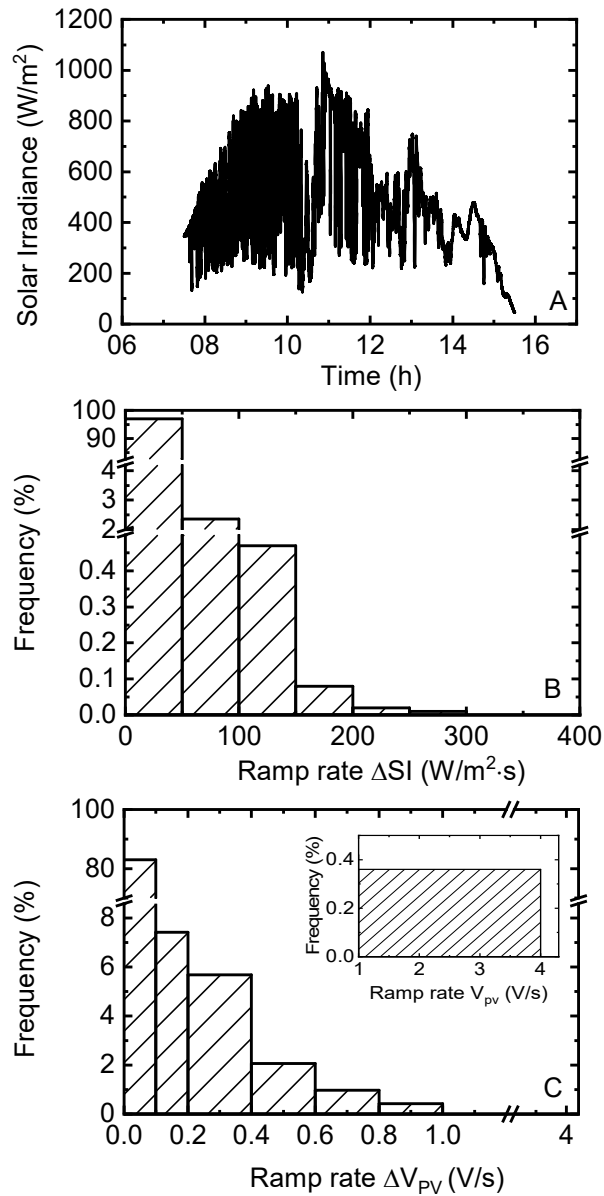 1200
1000
800
600
400
200
0
Solar Irradiance (W/m²)
A
06 08 10 12 14 16
Time (h)
100
90
4
3
2
0.4
0.3
0.2
0.1
0.0
Frequency (%)
B
0 100 200 300 400
Ramp rate ΔSI (W/m²·s)
100
80
8
6
4
2
0
Frequency (%)
0.4
0.2
0.0
Frequency (%)
1 2 3 4
Ramp rate V_pv (V/s)
C
0.0 0.2 0.4 0.6 0.8 1.0 4
Ramp rate ΔV_PV (V/s)